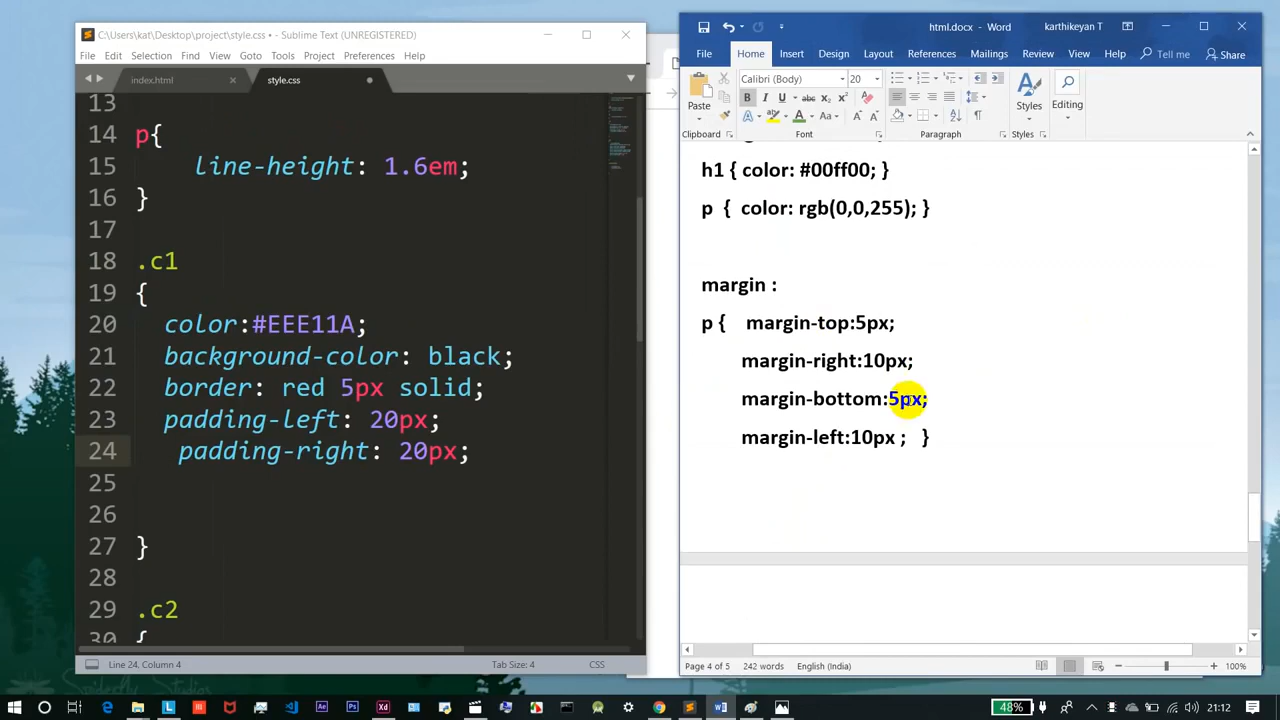 C:\Users\kat\Desktop\project\style.css • - Sublime Text (UNREGISTERED)
File Edit Selection Find View Goto Tools Project Preferences Help
index.html
style.css
13
14 p{
15 line-height: 1.6em;
16 }
17
18 .c1
19 {
20 color:#EEE11A;
21 background-color: black;
22 border: red 5px solid;
23 padding-left: 20px;
24 padding-right: 20px;
25
26
27 }
28
29 .c2
30 {
Line 24, Column 4
Tab Size: 4
CSS
html.docx - Word
karthikeyan T
File Home Insert Design Layout References Mailings Review View Help Tell me Share
Paste
Calibri (Body) 20
Styles
Editing
Clipboard
Font
Paragraph
Styles
h1 { color: #00ff00; }
p { color: rgb(0,0,255); }
margin :
p { margin-top:5px;
margin-right:10px;
margin-bottom:5px;
margin-left:10px ; }
Page 4 of 5 242 words English (India)
100%
48%
21:12